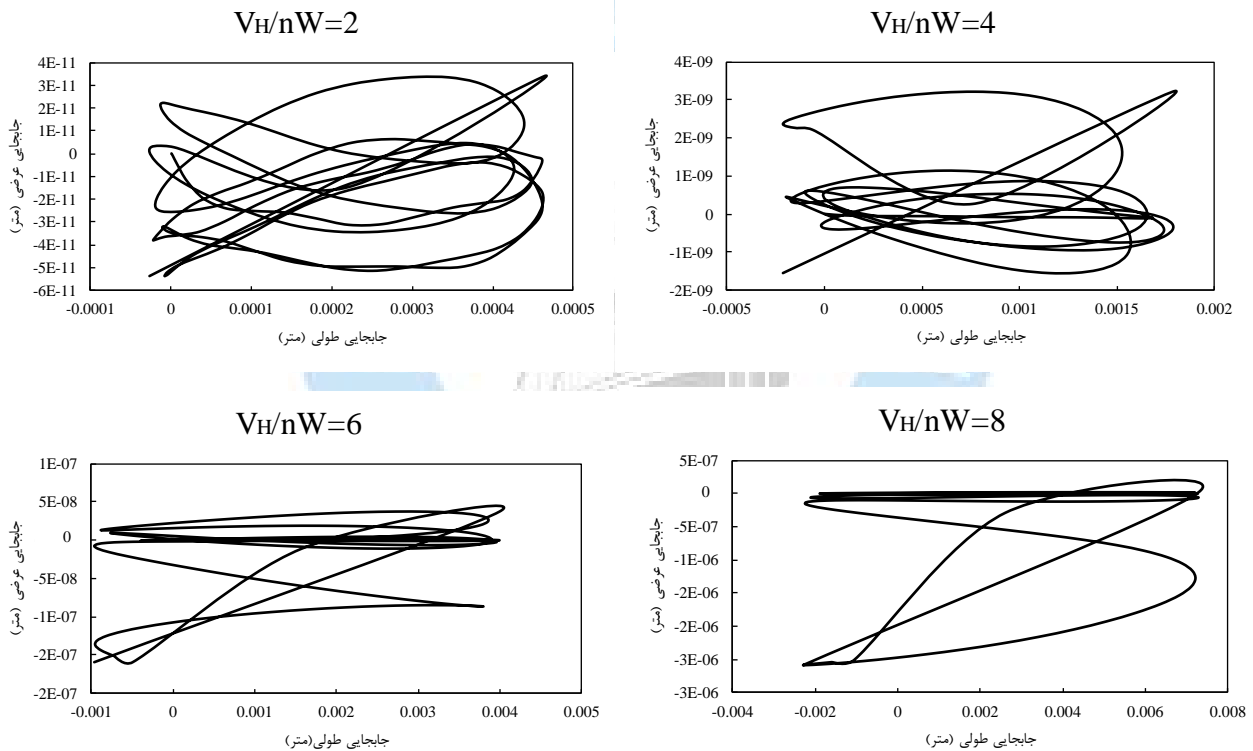 VH/nW=2
4E-11
3E-11
2E-11
1E-11
0
-1E-11
-2E-11
-3E-11
-4E-11
-5E-11
-6E-11
جابجایی عرضی (متر)
-0.0001
0
0.0001
0.0002
0.0003
0.0004
0.0005
جابجایی طولی (متر)
VH/nW=4
4E-09
3E-09
2E-09
1E-09
0
-1E-09
-2E-09
جابجایی عرضی (متر)
-0.0005
0
0.0005
0.001
0.0015
0.002
جابجایی طولی (متر)
VH/nW=6
1E-07
5E-08
0
-5E-08
-1E-07
-2E-07
-2E-07
جابجایی عرضی (متر)
-0.001
0
0.001
0.002
0.003
0.004
0.005
جابجایی طولی(متر)
VH/nW=8
5E-07
0
-5E-07
-1E-06
-2E-06
-2E-06
-3E-06
-3E-06
جابجایی عرضی (متر)
-0.004
-0.002
0
0.002
0.004
0.006
0.008
جابجایی طولی (متر)